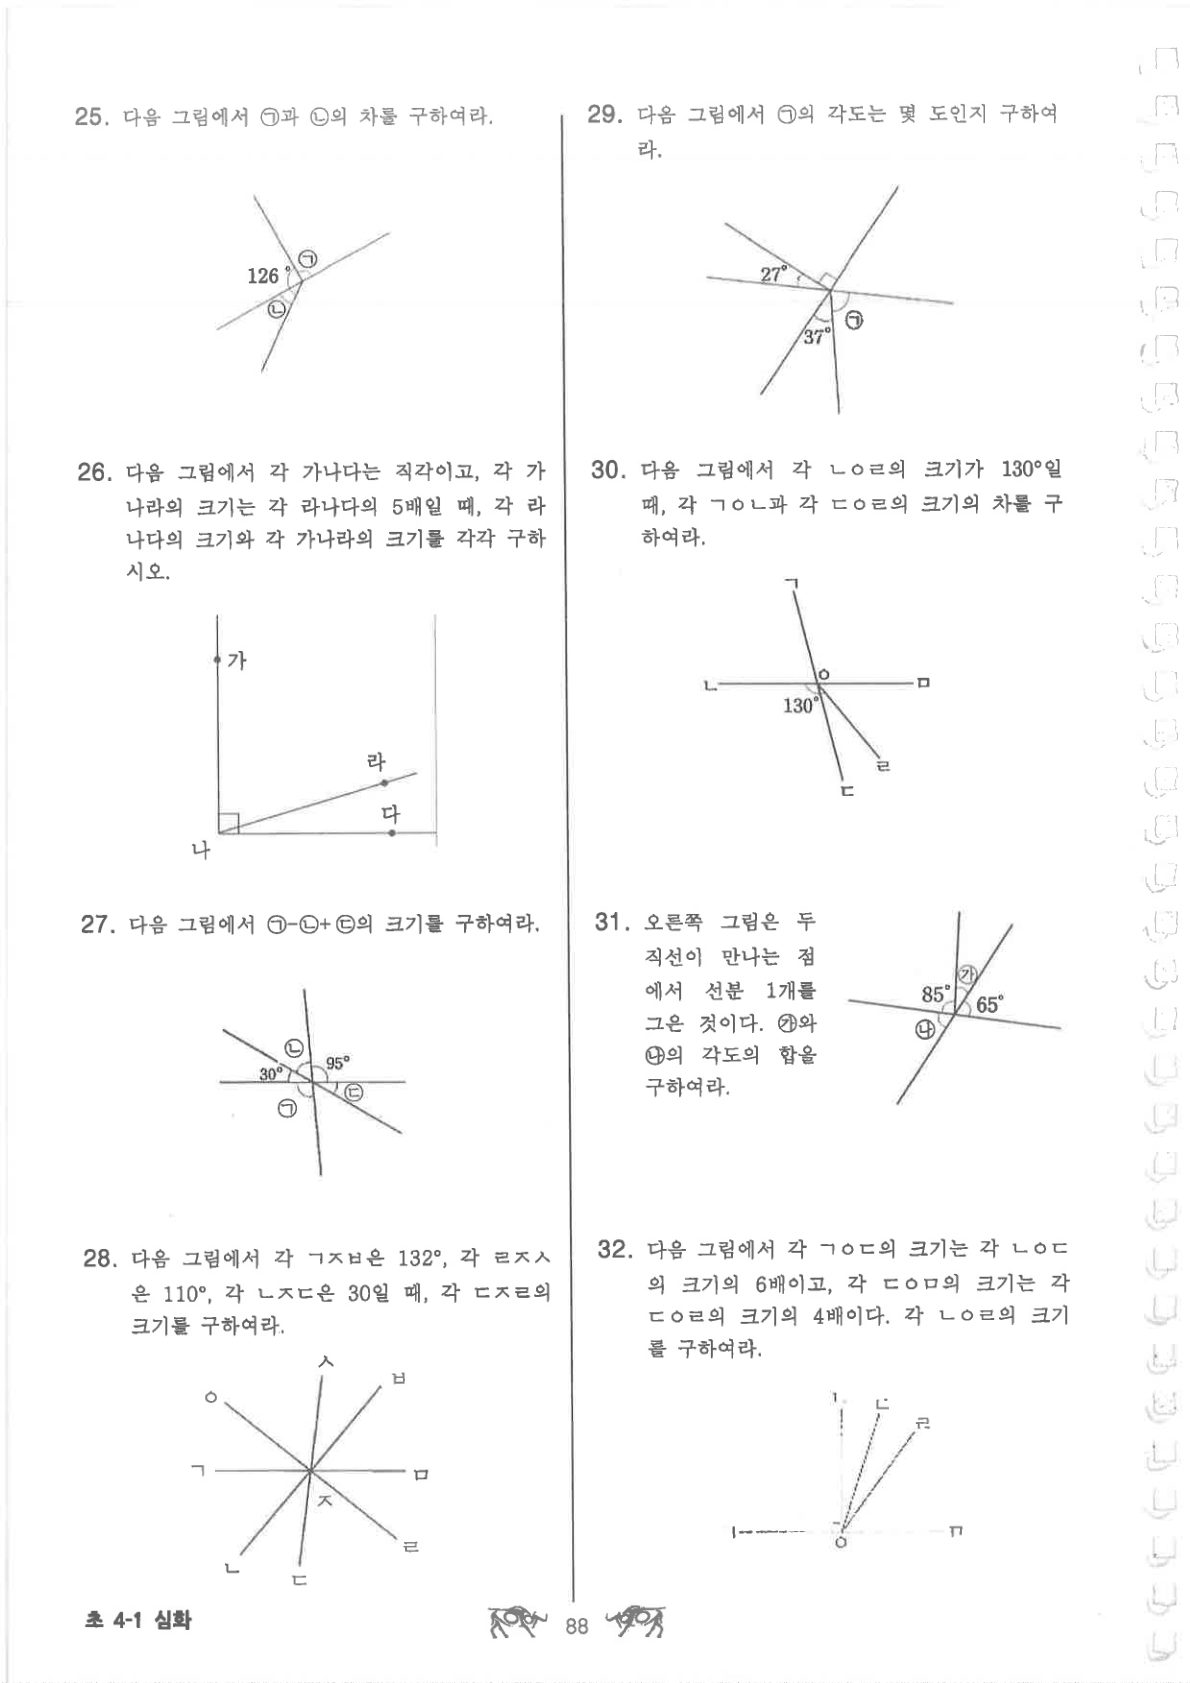 25. 다음 그림에서 ㉠과 ㉡의 차를 구하여라.
126°
㉠
㉡
26. 다음 그림에서 각 가나다는 직각이고, 각 가
나라의 크기는 각 라나다의 5배일 때, 각 라
나다의 크기와 각 가나라의 크기를 각각 구하
시오.
가
라
다
나
27. 다음 그림에서 ㉠-㉡+㉢의 크기를 구하여라.
㉡
95°
30°
㉢
㉠
28. 다음 그림에서 각 ㄱㅈㅂ은 132°, 각 ㄹㅈㅅ
은 110°, 각 ㄴㅈㄷ은 30일 때, 각 ㄷㅈㄹ의
크기를 구하여라.
ㅅ
ㅂ
ㅇ
ㄱ
ㅁ
ㅈ
ㄹ
ㄴ
ㄷ
29. 다음 그림에서 ㉠의 각도는 몇 도인지 구하여
라.
27°
㉠
37°
30. 다음 그림에서 각 ㄴㅇㄹ의 크기가 130°일
때, 각 ㄱㅇㄴ과 각 ㄷㅇㄹ의 크기의 차를 구
하여라.
ㄱ
ㅇ
ㄴ
ㅁ
130°
ㄹ
ㄷ
31. 오른쪽 그림은 두
직선이 만나는 점
에서 선분 1개를
그은 것이다. ㉮와
㉯의 각도의 합을
구하여라.
㉮
85°
65°
㉯
32. 다음 그림에서 각 ㄱㅇㄷ의 크기는 각 ㄴㅇㄷ
의 크기의 6배이고, 각 ㄷㅇㅁ의 크기는 각
ㄷㅇㄹ의 크기의 4배이다. 각 ㄴㅇㄹ의 크기
를 구하여라.
ㄷ
ㄹ
ㅇ
초 4-1 심화
88